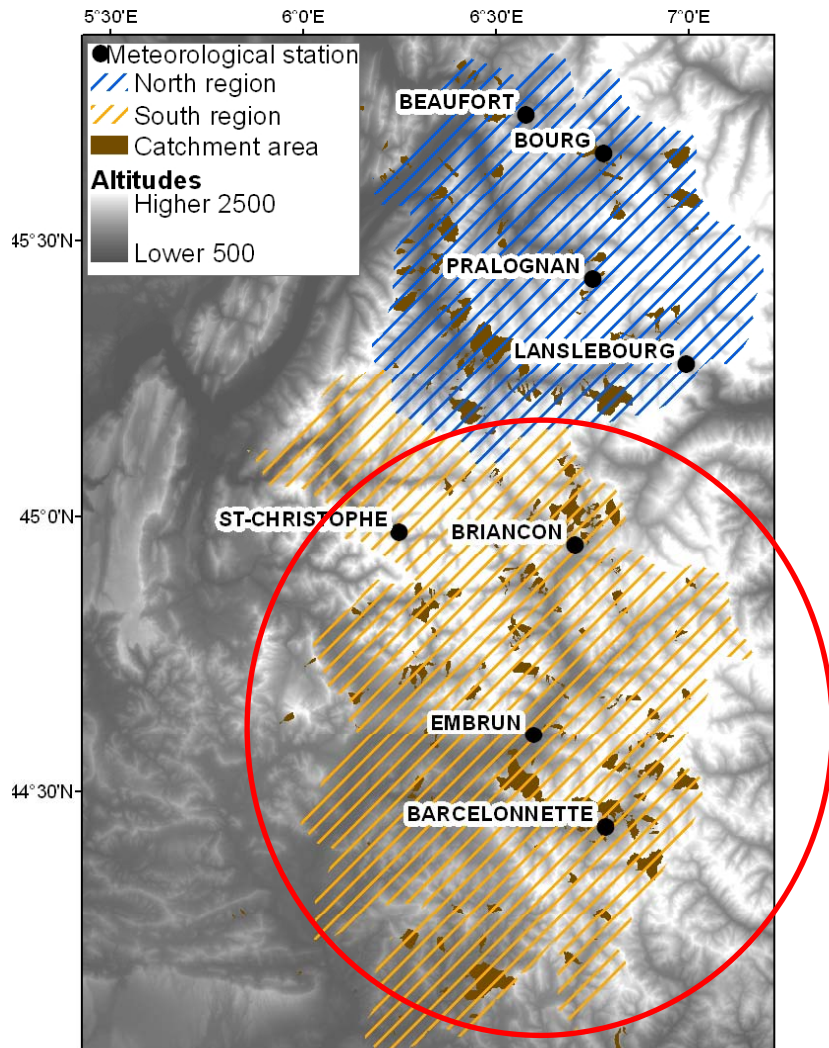 5°30'E 6°0'E 6°30'E 7°0'E
Meteorological station
North region
South region
Catchment area
Altitudes
Higher 2500
Lower 500
BEAUFORT
BOURG
45°30'N
PRALOGNAN
LANSLEBOURG
45°0'N
ST-CHRISTOPHE
BRIANCON
EMBRUN
44°30'N
BARCELONNETTE